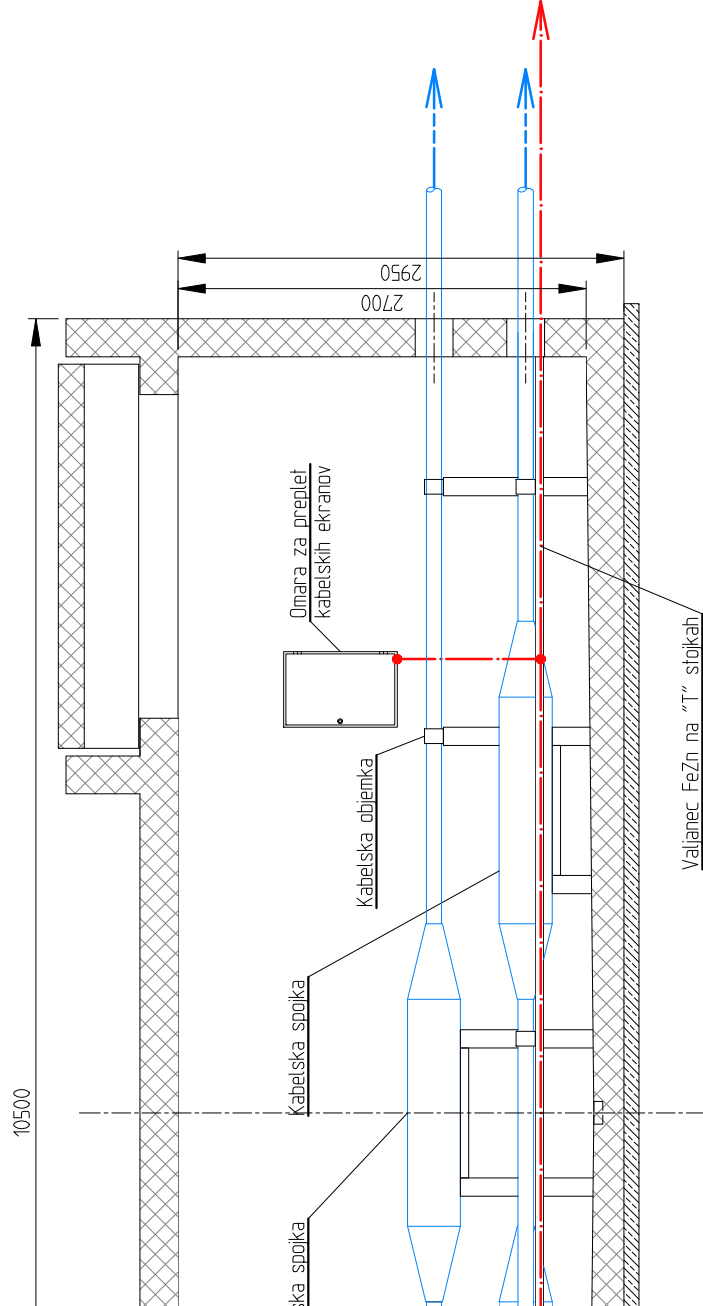 2950
2700
Omara za preplet
kabelskih ekranov
Kabelska objemka
Valjanec FeZn na "T" stojkah
Kabelska spojka
10500
ska spojka